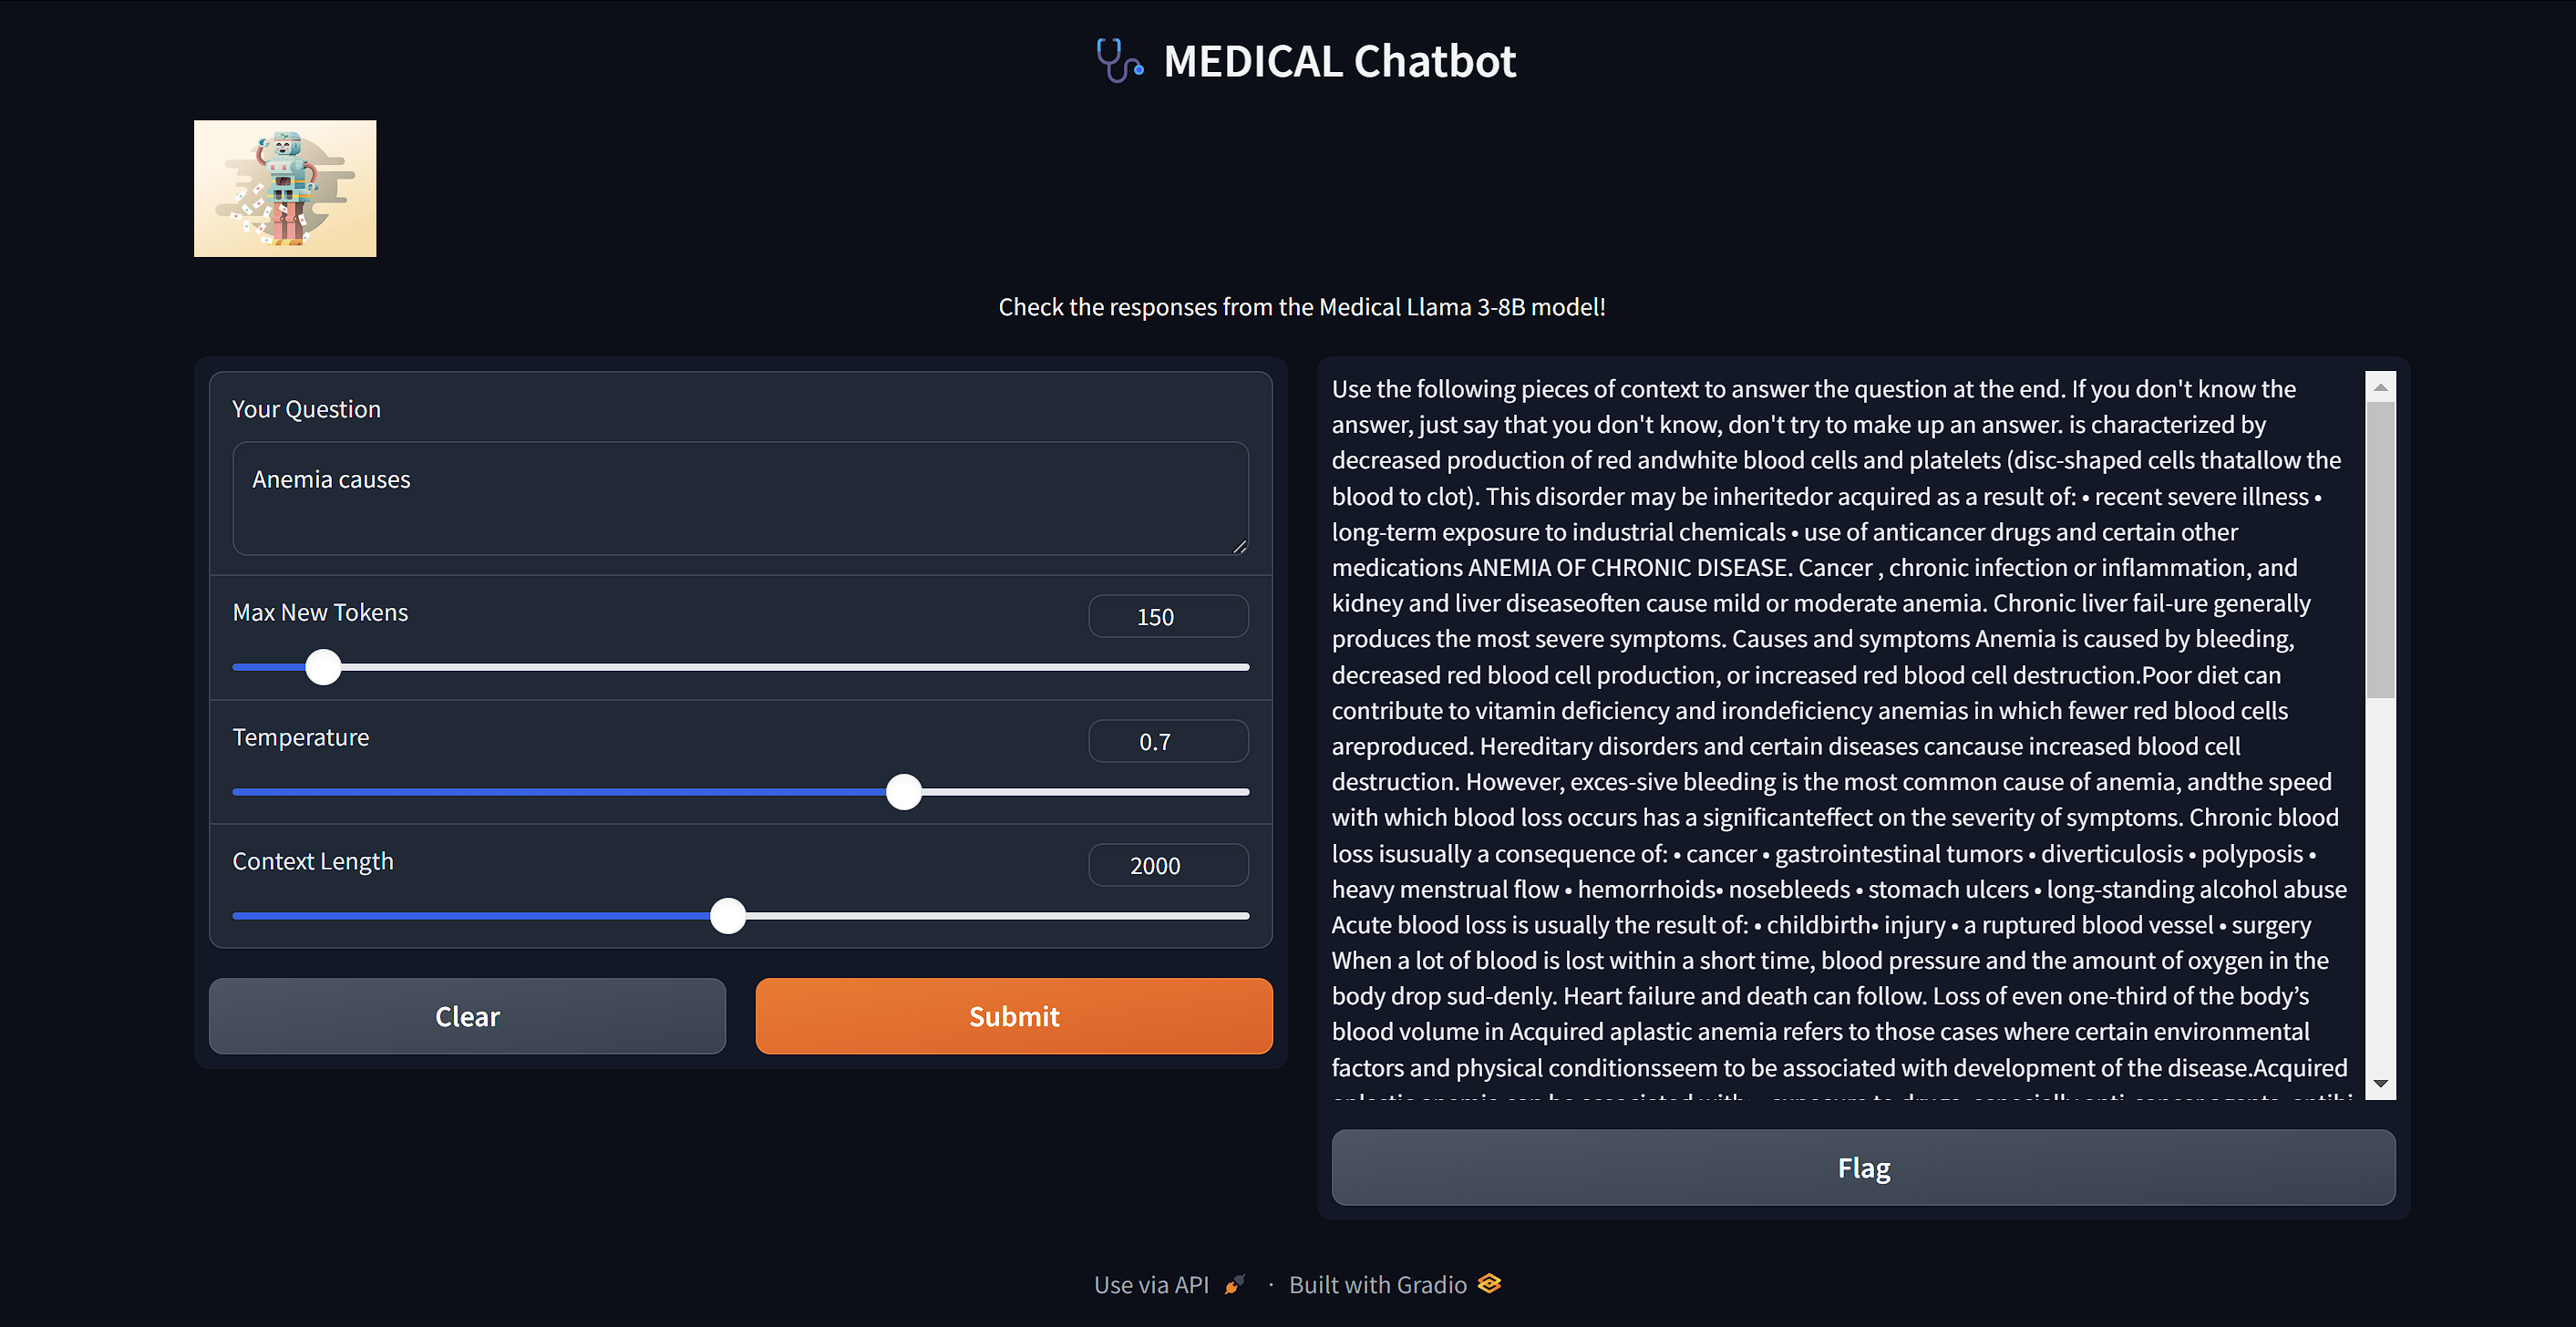 MEDICAL Chatbot
Check the responses from the Medical Llama 3-8B model!
Your Question
Anemia causes
Max New Tokens
150
Temperature
0.7
Context Length
2000
Clear
Submit
Use the following pieces of context to answer the question at the end. If you don't know the
answer, just say that you don't know, don't try to make up an answer. is characterized by
decreased production of red andwhite blood cells and platelets (disc-shaped cells thatallow the
blood to clot). This disorder may be inheritedor acquired as a result of: • recent severe illness •
long-term exposure to industrial chemicals • use of anticancer drugs and certain other
medications ANEMIA OF CHRONIC DISEASE. Cancer , chronic infection or inflammation, and
kidney and liver diseaseoften cause mild or moderate anemia. Chronic liver fail-ure generally
produces the most severe symptoms. Causes and symptoms Anemia is caused by bleeding,
decreased red blood cell production, or increased red blood cell destruction.Poor diet can
contribute to vitamin deficiency and irondeficiency anemias in which fewer red blood cells
areproduced. Hereditary disorders and certain diseases cancause increased blood cell
destruction. However, exces-sive bleeding is the most common cause of anemia, andthe speed
with which blood loss occurs has a significanteffect on the severity of symptoms. Chronic blood
loss isusually a consequence of: • cancer • gastrointestinal tumors • diverticulosis • polyposis •
heavy menstrual flow • hemorrhoids• nosebleeds • stomach ulcers • long-standing alcohol abuse
Acute blood loss is usually the result of: • childbirth• injury • a ruptured blood vessel • surgery
When a lot of blood is lost within a short time, blood pressure and the amount of oxygen in the
body drop sud-denly. Heart failure and death can follow. Loss of even one-third of the body’s
blood volume in Acquired aplastic anemia refers to those cases where certain environmental
factors and physical conditionsseem to be associated with development of the disease.Acquired
Flag
Use via API · Built with Gradio